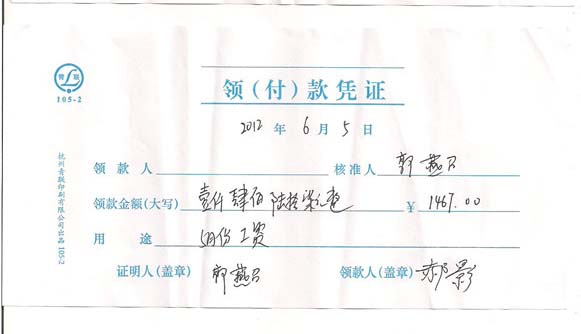 青联
105-2
领(付)款凭证
2012 年 6 月 5 日
领款人 核准人 郭燕
领款金额(大写) 壹仟肆佰陆拾柒元整 ¥ 1467.00
用途 月份工资
证明人(盖章) 郭燕 领款人(盖章) 郝影
杭州青联印刷有限公司出品 105-2